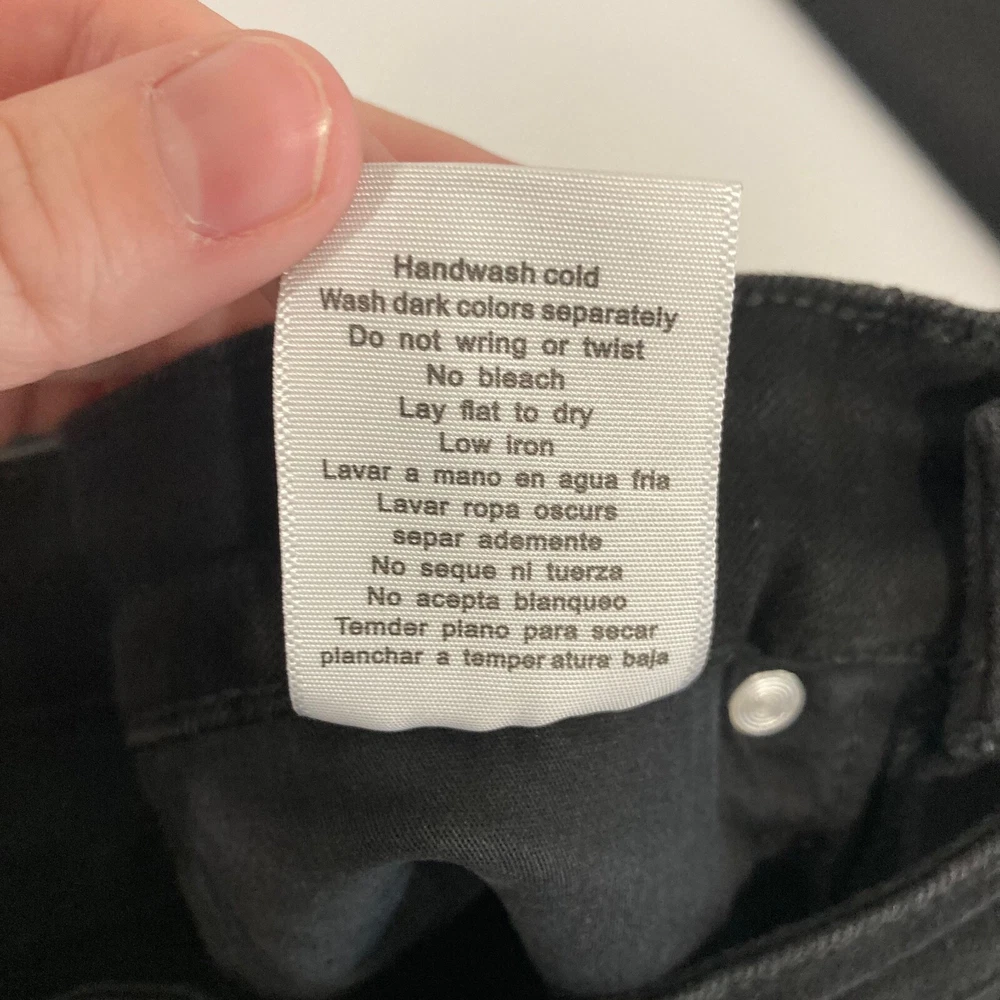 Handwash cold
Wash dark colors separately
Do not wring or twist
No bleach
Lay flat to dry
Low iron
Lavar a mano en agua fria
Lavar ropa oscurs
separ ademente
No seque ni tuerza
No acepta blanqueo
Temder plano para secar
planchar a temper atura baja